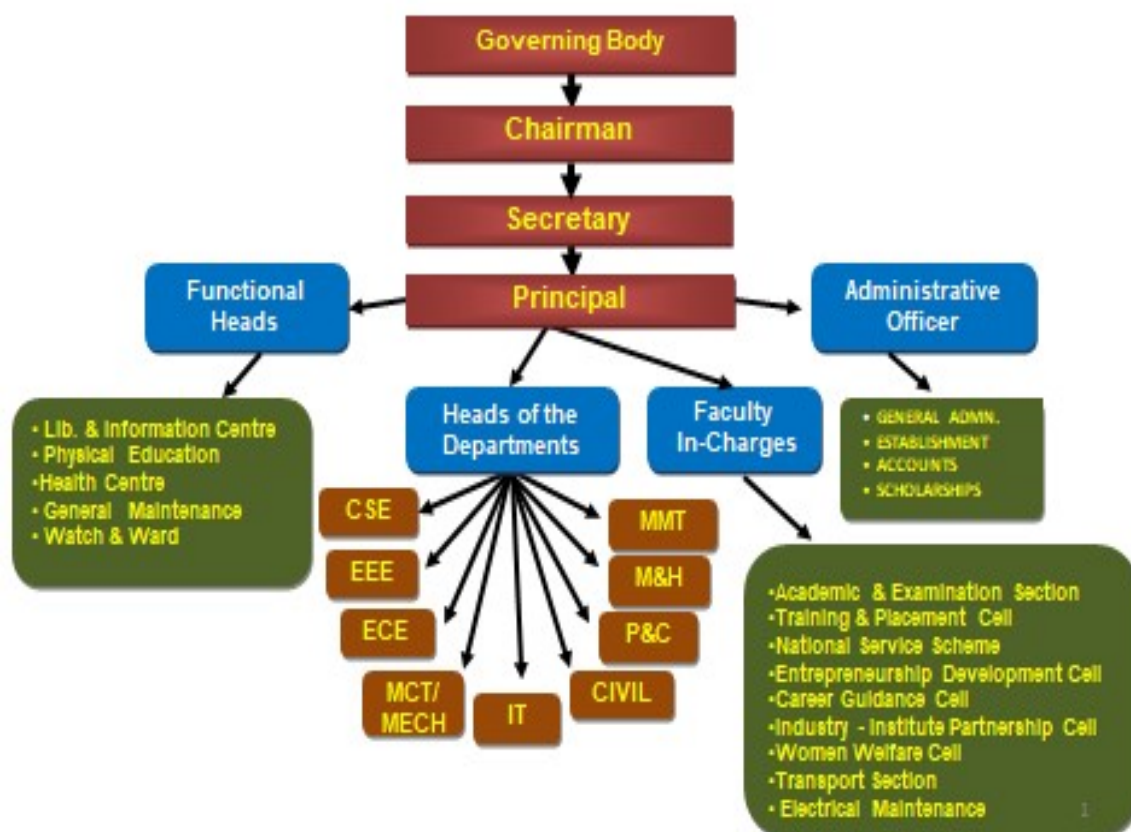 Governing Body
Chairman
Secretary
Principal
Functional
Heads
Administrative
Officer
• Lib. & Information Centre
• Physical Education
•Health Centre
• General Maintenance
• Watch & Ward
Heads of the
Departments
Faculty
In-Charges
• GENERAL ADMN.
• ESTABLISHMENT
• ACCOUNTS
• SCHOLARSHIPS
CSE
EEE
ECE
MCT/
MECH
IT
CIVIL
P&C
M&H
MMT
•Academic & Examination Section
•Training & Placement Cell
•National Service Scheme
•Entrepreneurship Development Cell
•Career Guidance Cell
•Industry - Institute Partnership Cell
•Women Welfare Cell
•Transport Section
• Electrical Maintenance
1